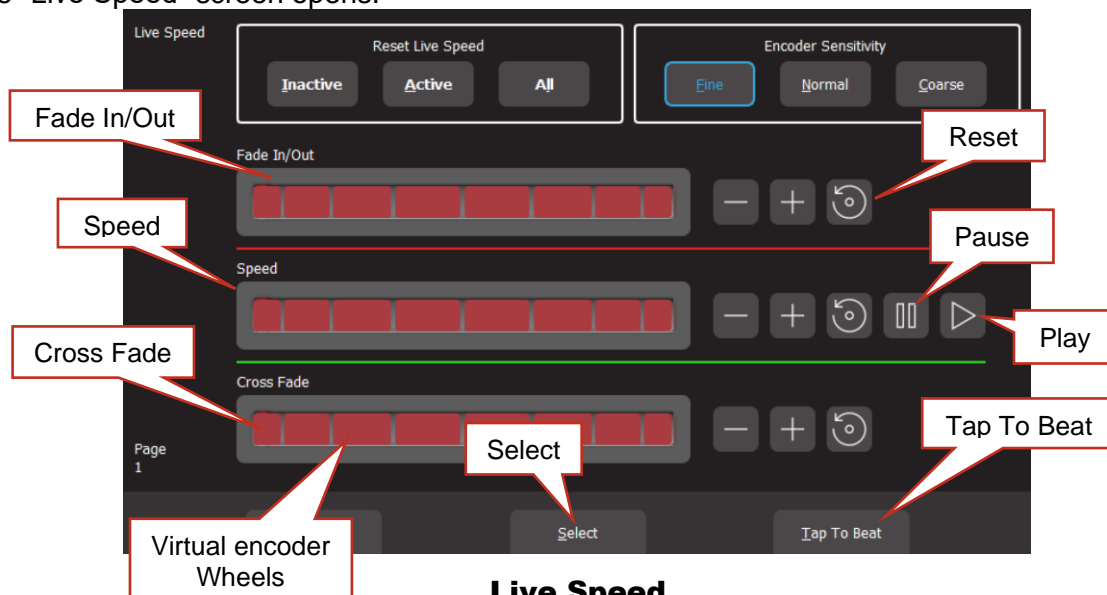 "Live Speed" screen opens.
Live Speed
Reset Live Speed
Encoder Sensitivity
Inactive Active All
Fine Normal Coarse
Fade In/Out
Reset
Fade In/Out
Speed
Pause
Speed
Play
Cross Fade
Cross Fade
Tap To Beat
Select
Page
1
Virtual encoder
Wheels
Select
Tap To Beat
Live Speed